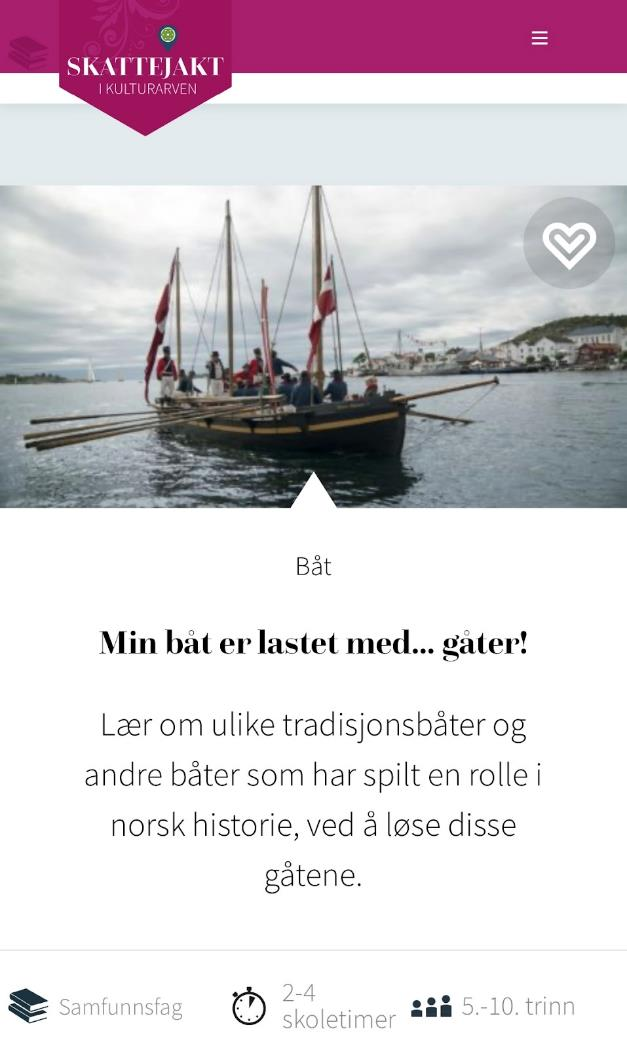 SKATTEJAKT
I KULTURARVEN
Båt
Min båt er lastet med... gåter!
Lær om ulike tradisjonsbåter og
andre båter som har spilt en rolle i
norsk historie, ved å løse disse
gåtene.
Samfunnsfag
2-4
skoletimer
5.-10. trinn